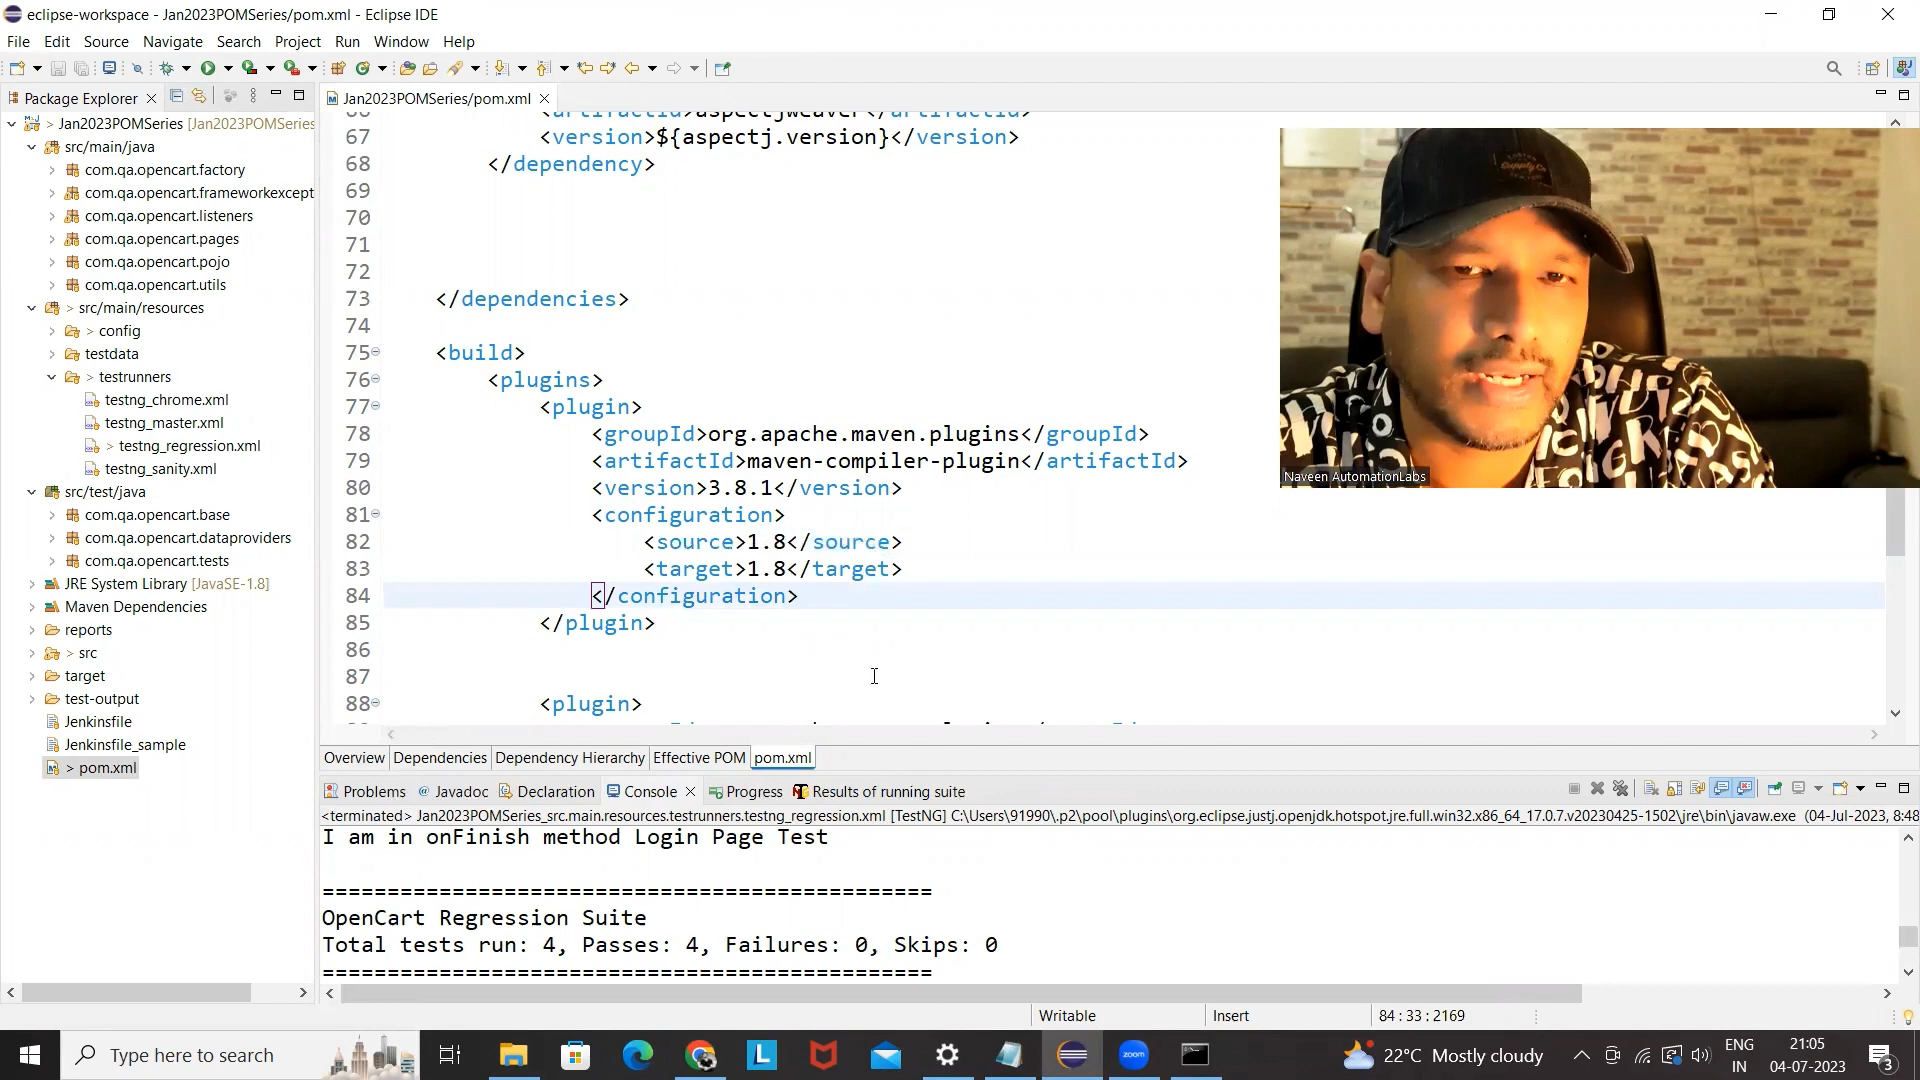 eclipse-workspace - Jan2023POMSeries/pom.xml - Eclipse IDE
File Edit Source Navigate Search Project Run Window Help
Package Explorer
Jan2023POMSeries/pom.xml
> Jan2023POMSeries [Jan2023POMSeries
src/main/java
com.qa.opencart.factory
com.qa.opencart.frameworkexcept
com.qa.opencart.listeners
com.qa.opencart.pages
com.qa.opencart.pojo
com.qa.opencart.utils
> src/main/resources
> config
testdata
> testrunners
testng_chrome.xml
testng_master.xml
> testng_regression.xml
testng_sanity.xml
src/test/java
com.qa.opencart.base
com.qa.opencart.dataproviders
com.qa.opencart.tests
JRE System Library [JavaSE-1.8]
Maven Dependencies
reports
> src
target
test-output
Jenkinsfile
Jenkinsfile_sample
> pom.xml
<artifactId>aspectjweaver</artifactId>
67 <version>${aspectj.version}</version>
68 </dependency>
69
70
71
72
73 </dependencies>
74
75 <build>
76 <plugins>
77 <plugin>
78 <groupId>org.apache.maven.plugins</groupId>
79 <artifactId>maven-compiler-plugin</artifactId>
80 <version>3.8.1</version>
81 <configuration>
82 <source>1.8</source>
83 <target>1.8</target>
84 </configuration>
85 </plugin>
86
87
88 <plugin>
Supply Co
Naveen AutomationLabs
Overview Dependencies Dependency Hierarchy Effective POM pom.xml
Problems @ Javadoc Declaration Console Progress Results of running suite
<terminated> Jan2023POMSeries_src.main.resources.testrunners.testng_regression.xml [TestNG] C:\Users\91990\.p2\pool\plugins\org.eclipse.justj.openjdk.hotspot.jre.full.win32.x86_64_17.0.7.v20230425-1502\jre\bin\javaw.exe (04-Jul-2023, 8:48
I am in onFinish method Login Page Test
===============================================
OpenCart Regression Suite
Total tests run: 4, Passes: 4, Failures: 0, Skips: 0
===============================================
Writable Insert 84 : 33 : 2169
Type here to search
L
zoom
22°C Mostly cloudy
ENG
IN
21:05
04-07-2023
3